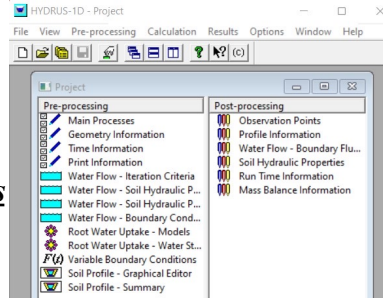 HYDRUS-1D - Project
File View Pre-processing Calculation Results Options Window Help
(c)
Project
Pre-processing
Main Processes
Geometry Information
Time Information
Print Information
Water Flow - Iteration Criteria
Water Flow - Soil Hydraulic P...
Water Flow - Soil Hydraulic P...
Water Flow - Boundary Cond...
Root Water Uptake - Models
Root Water Uptake - Water St...
F(t) Variable Boundary Conditions
Soil Profile - Graphical Editor
Soil Profile - Summary
Post-processing
Observation Points
Profile Information
Water Flow - Boundary Flu...
Soil Hydraulic Properties
Run Time Information
Mass Balance Information
s